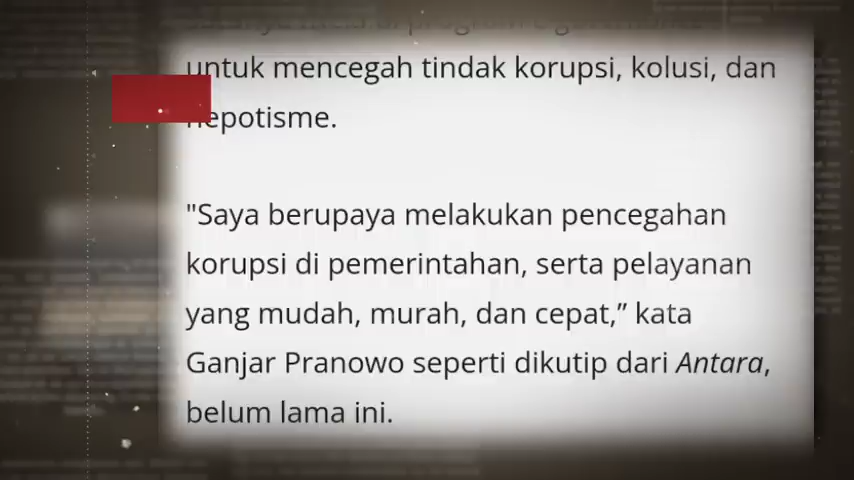 untuk mencegah tindak korupsi, kolusi, dan
nepotisme.
"Saya berupaya melakukan pencegahan
korupsi di pemerintahan, serta pelayanan
yang mudah, murah, dan cepat,” kata
Ganjar Pranowo seperti dikutip dari Antara,
belum lama ini.